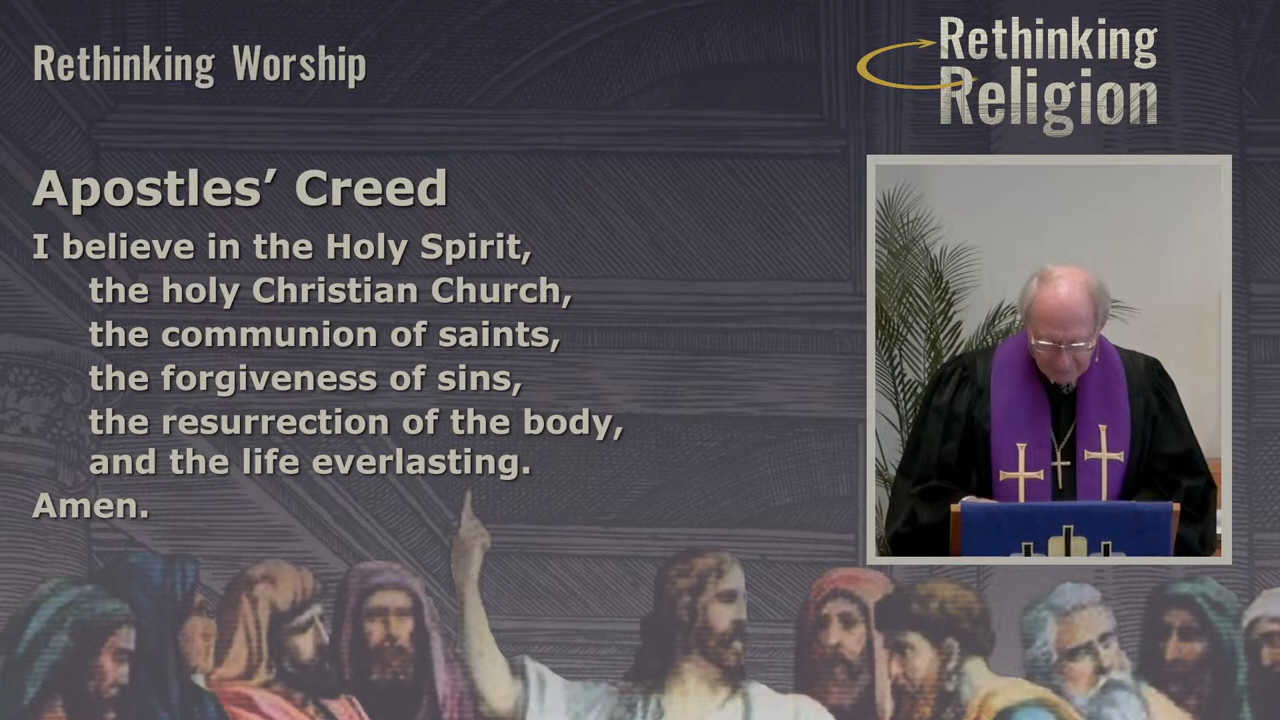 Rethinking Worship
Rethinking
Religion
Apostles’ Creed
I believe in the Holy Spirit,
the holy Christian Church,
the communion of saints,
the forgiveness of sins,
the resurrection of the body,
and the life everlasting.
Amen.